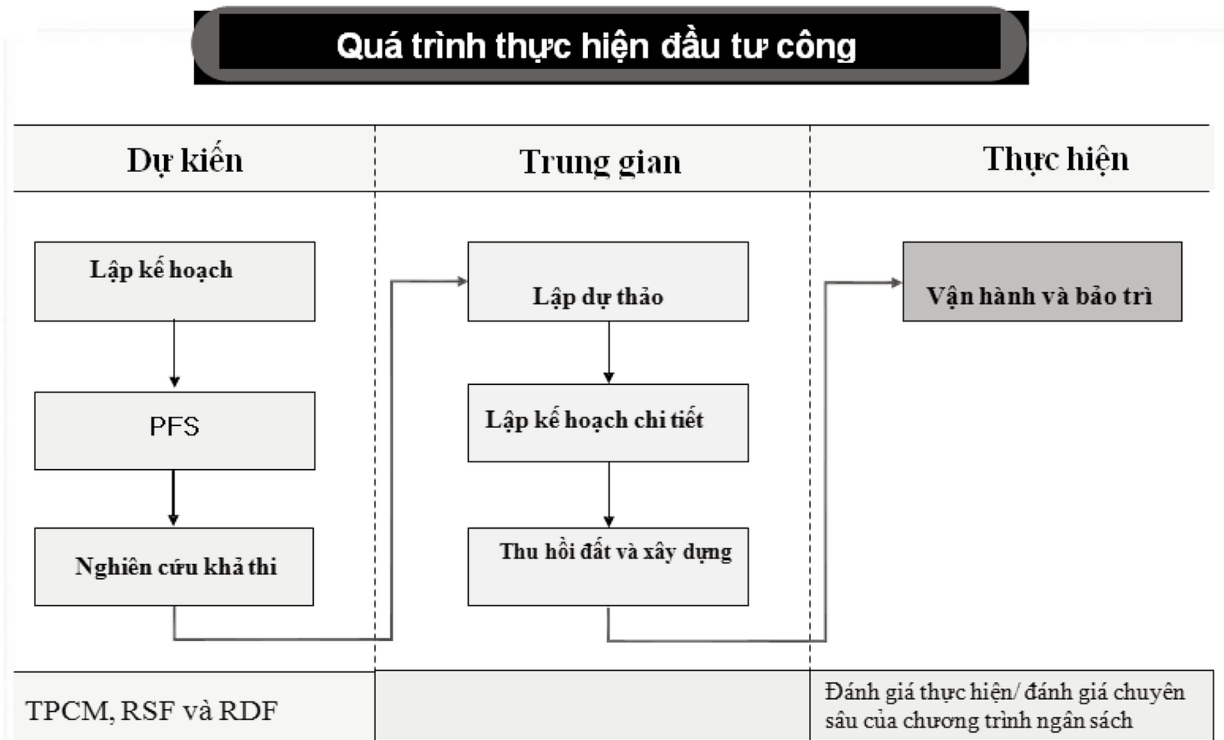 Quá trình thực hiện đầu tư công
Dự kiến
Trung gian
Thực hiện
Lập kế hoạch
PFS
Nghiên cứu khả thi
Lập dự thảo
Lập kế hoạch chi tiết
Thu hồi đất và xây dựng
Vận hành và bảo trì
TPCM, RSF và RDF
Đánh giá thực hiện/ đánh giá chuyên
sâu của chương trình ngân sách